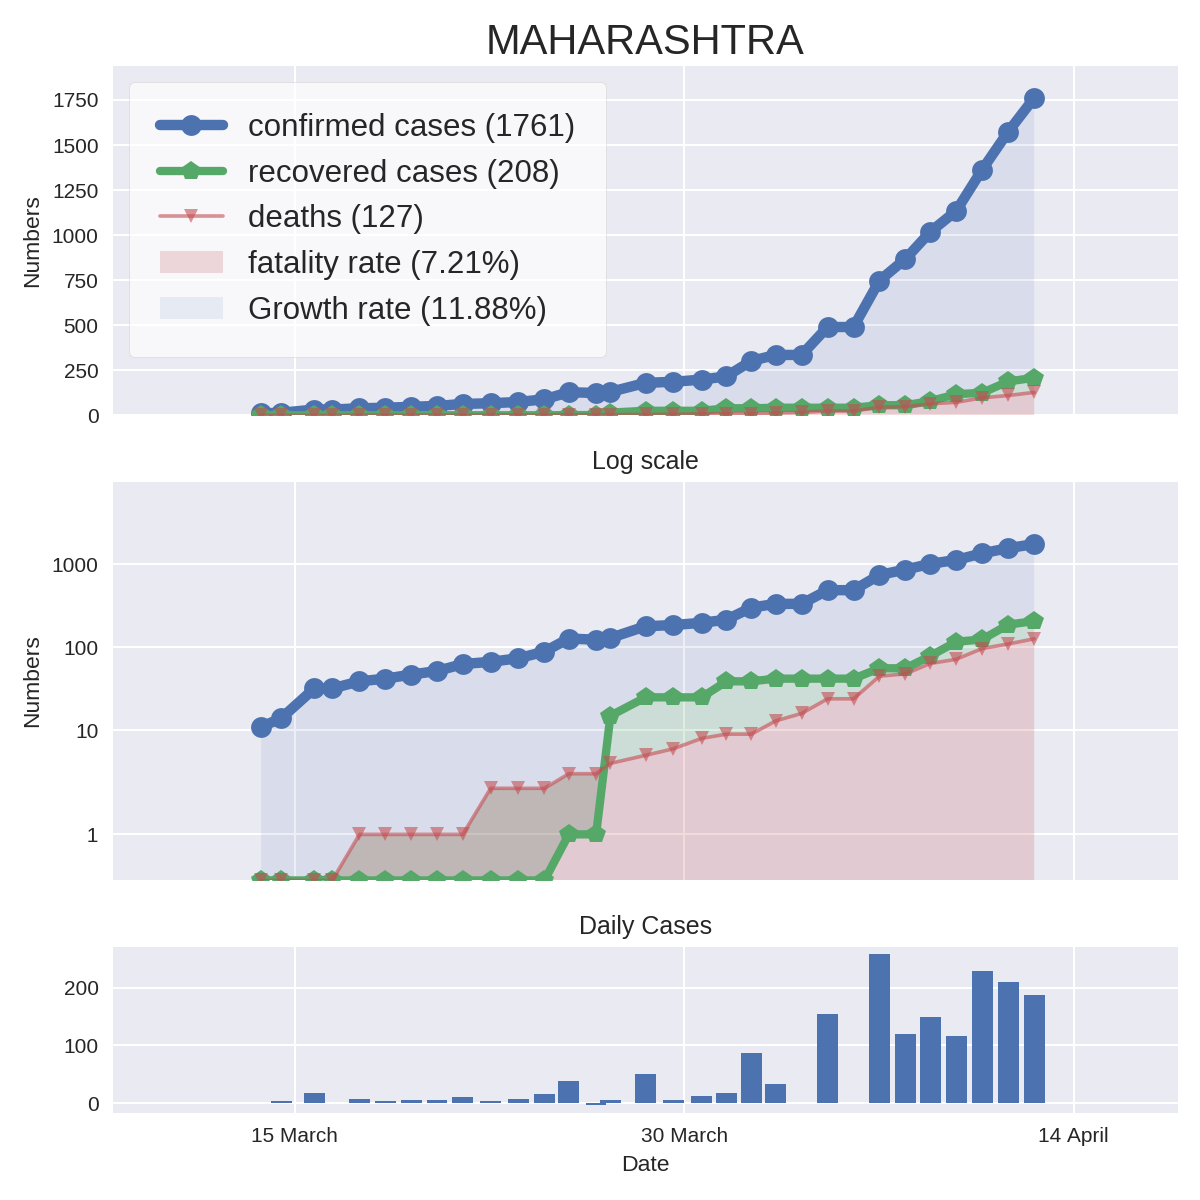 MAHARASHTRA
1750
1500
1250
1000
750
500
250
0
Numbers
confirmed cases (1761)
recovered cases (208)
deaths (127)
fatality rate (7.21%)
Growth rate (11.88%)
Log scale
1000
100
10
1
Numbers
Daily Cases
200
100
0
15 March
30 March
14 April
Date